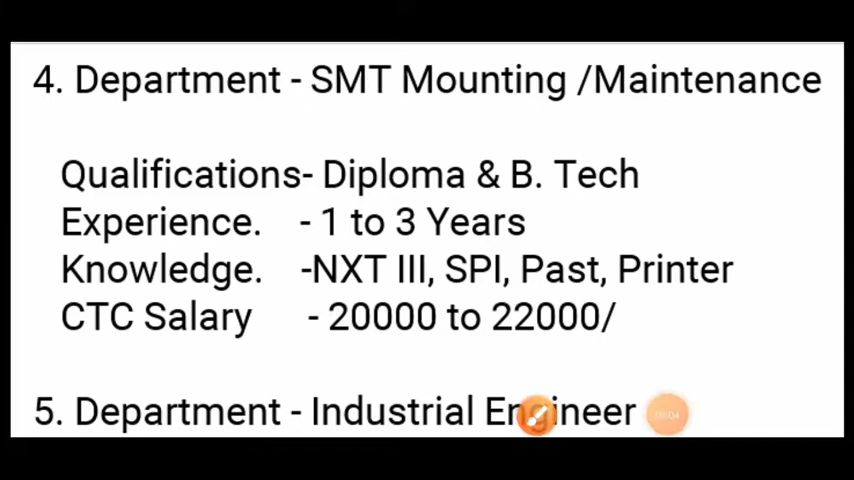 4. Department - SMT Mounting /Maintenance
Qualifications- Diploma & B. Tech
Experience. - 1 to 3 Years
Knowledge. -NXT III, SPI, Past, Printer
CTC Salary - 20000 to 22000/
5. Department - Industrial Engineer